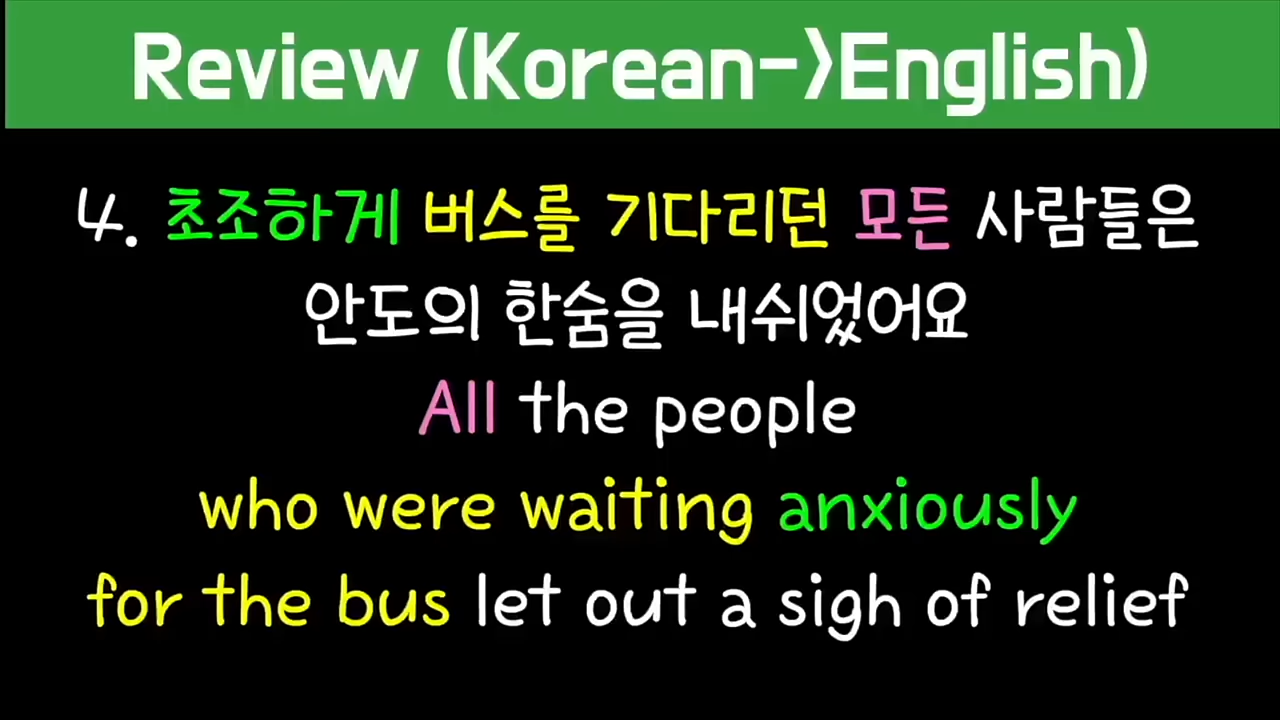 Review (Korean->English)
4. 초조하게 버스를 기다리던 모든 사람들은
안도의 한숨을 내쉬었어요
All the people
who were waiting anxiously
for the bus let out a sigh of relief